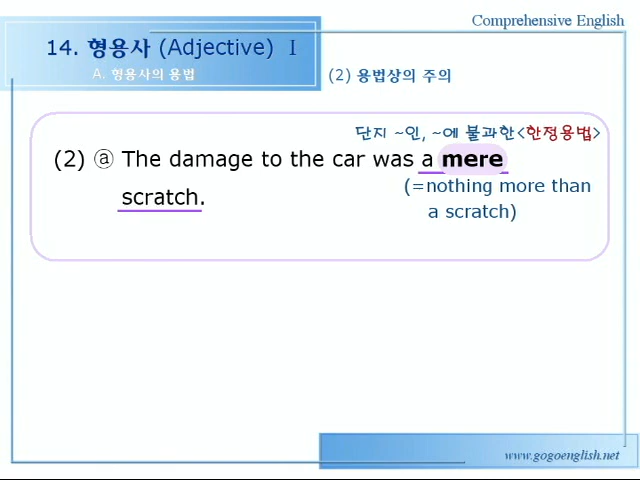 Comprehensive English
14. 형용사 (Adjective) Ⅰ
A. 형용사의 용법
(2) 용법상의 주의
단지 ~인, ~에 불과한<한정용법>
(2) ⓐ The damage to the car was a mere
(=nothing more than
scratch.
a scratch)
www.gogoenglish.net